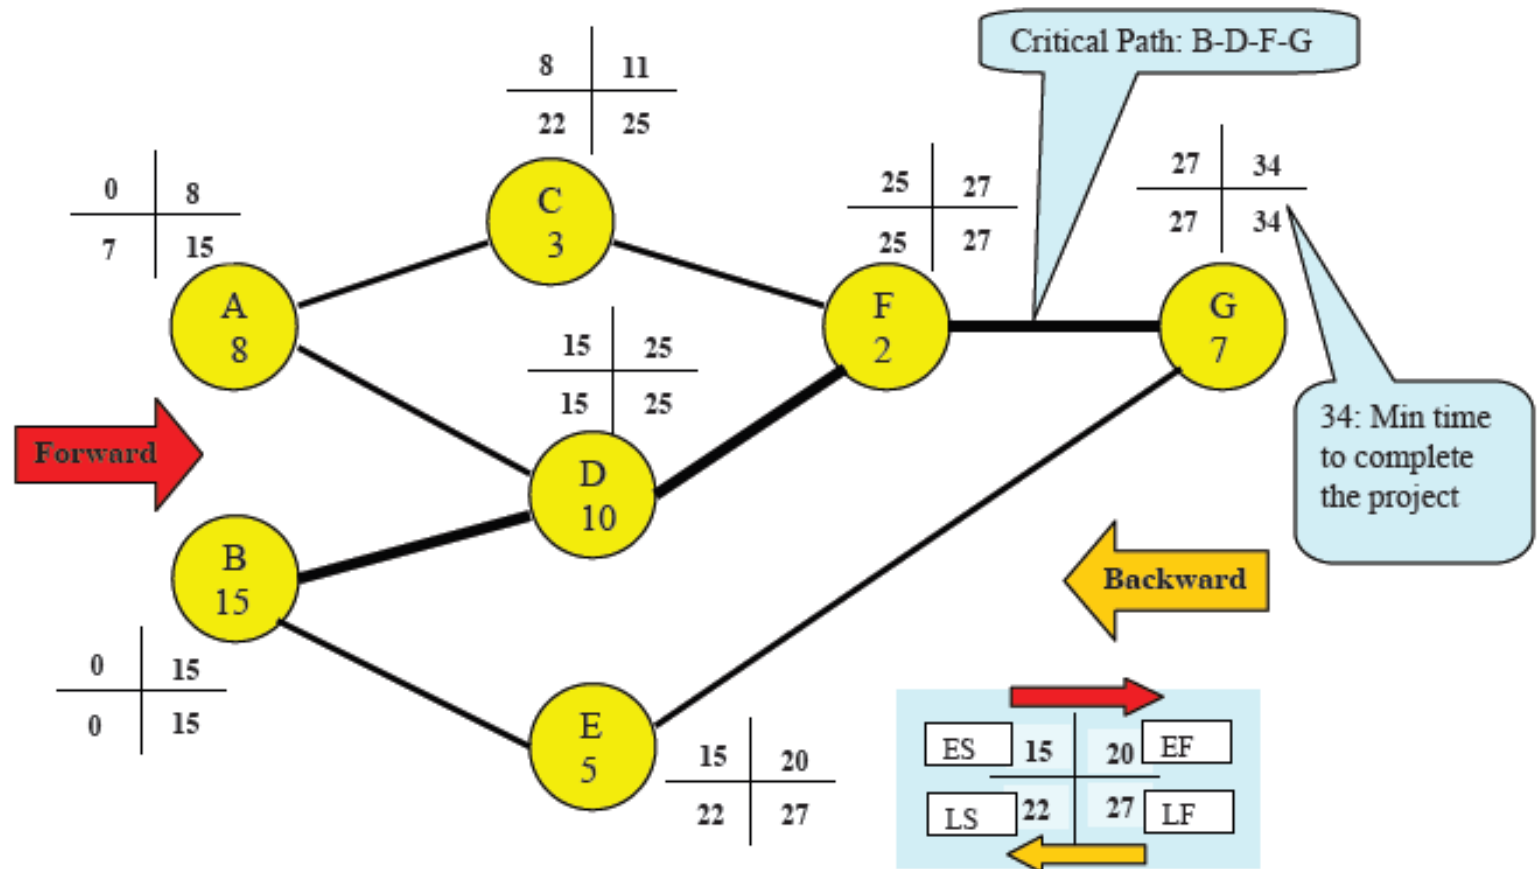 Critical Path: B-D-F-G
8 11
22 25
C
3
0 8
7 15
A
8
25 27
25 27
F
2
27 34
27 34
G
7
15 25
15 25
D
10
34: Min time
to complete
the project
Forward
B
15
0 15
0 15
Backward
E
5
15 20
22 27
ES 15 20 EF
LS 22 27 LF